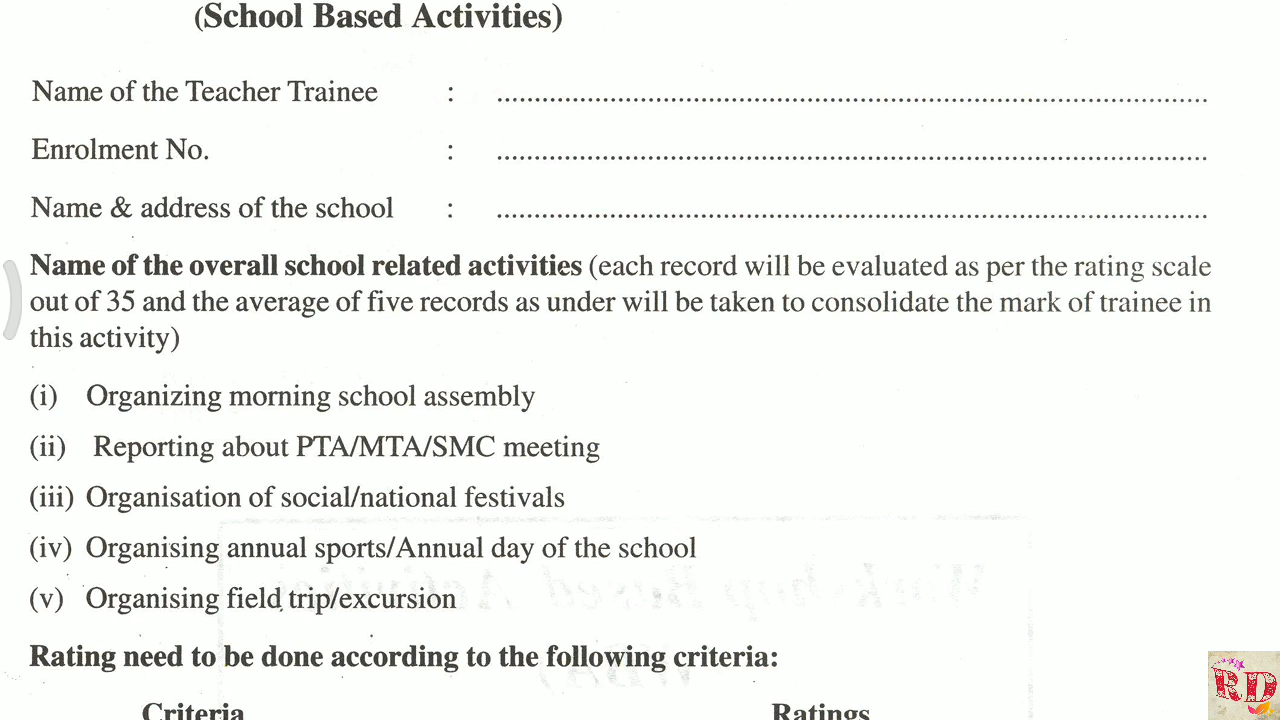 (School Based Activities)
Name of the Teacher Trainee : ...............................................................................................
Enrolment No. : ...............................................................................................
Name & address of the school : ...............................................................................................
Name of the overall school related activities (each record will be evaluated as per the rating scale
out of 35 and the average of five records as under will be taken to consolidate the mark of trainee in
this activity)
(i) Organizing morning school assembly
(ii) Reporting about PTA/MTA/SMC meeting
(iii) Organisation of social/national festivals
(iv) Organising annual sports/Annual day of the school
(v) Organising field trip/excursion
Rating need to be done according to the following criteria:
Criteria Ratings
RD